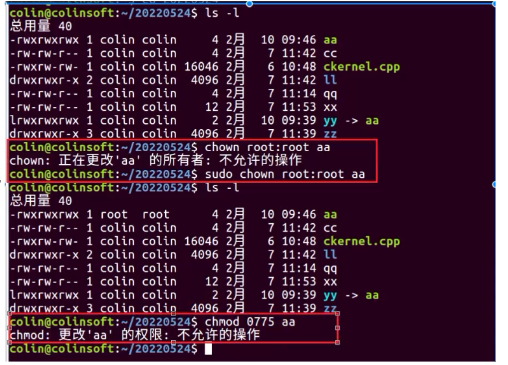 colin@colinsoft:~/20220524$ ls -l
总用量 40
-rwxrwxrwx 1 colin colin     4 2月  10 09:46 aa
-rw-rw-r-- 1 colin colin     4 2月   7 11:42 cc
-rwxrwxr-- 1 colin colin 16046 2月   6 10:48 ckernel.cpp
drwxrwxr-x 2 colin colin  4096 2月   7 11:42 ll
-rw-rw-r-- 1 colin colin     4 2月   7 11:14 qq
-rw-rw-r-- 1 colin colin    12 2月   7 11:53 xx
lrwxrwxrwx 1 colin colin     2 2月  10 09:39 yy -> aa
drwxrwxr-x 3 colin colin  4096 2月   7 11:39 zz
colin@colinsoft:~/20220524$ chown root:root aa
chown: 正在更改'aa' 的所有者: 不允许的操作
colin@colinsoft:~/20220524$ sudo chown root:root aa
colin@colinsoft:~/20220524$ ls -l
总用量 40
-rwxrwxrwx 1 root  root      4 2月  10 09:46 aa
-rw-rw-r-- 1 colin colin     4 2月   7 11:42 cc
-rwxrwxr-- 1 colin colin 16046 2月   6 10:48 ckernel.cpp
drwxrwxr-x 2 colin colin  4096 2月   7 11:42 ll
-rw-rw-r-- 1 colin colin     4 2月   7 11:14 qq
-rw-rw-r-- 1 colin colin    12 2月   7 11:53 xx
lrwxrwxrwx 1 colin colin     2 2月  10 09:39 yy -> aa
drwxrwxr-x 3 colin colin  4096 2月   7 11:39 zz
colin@colinsoft:~/20220524$ chmod 0775 aa
chmod: 更改'aa' 的权限: 不允许的操作
colin@colinsoft:~/20220524$